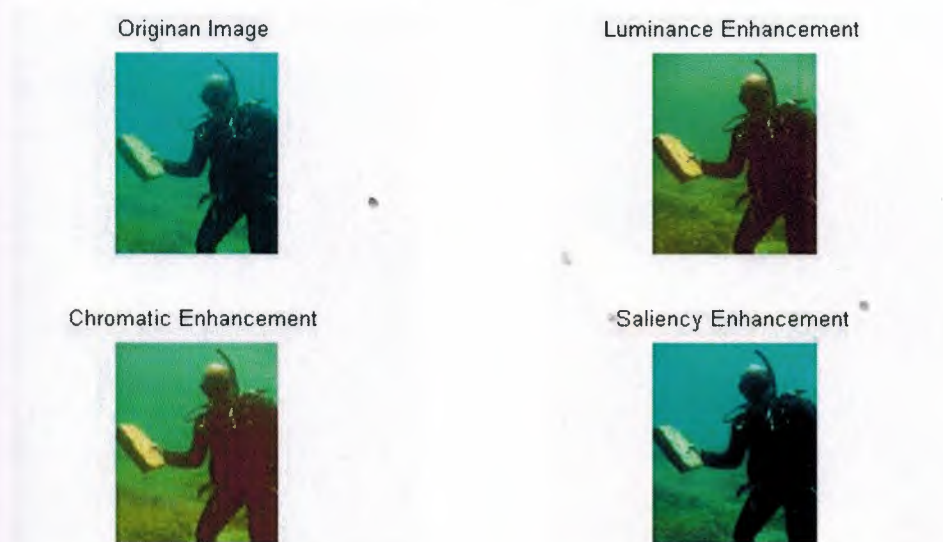 Originan Image
Luminance Enhancement
Chromatic Enhancement
Saliency Enhancement